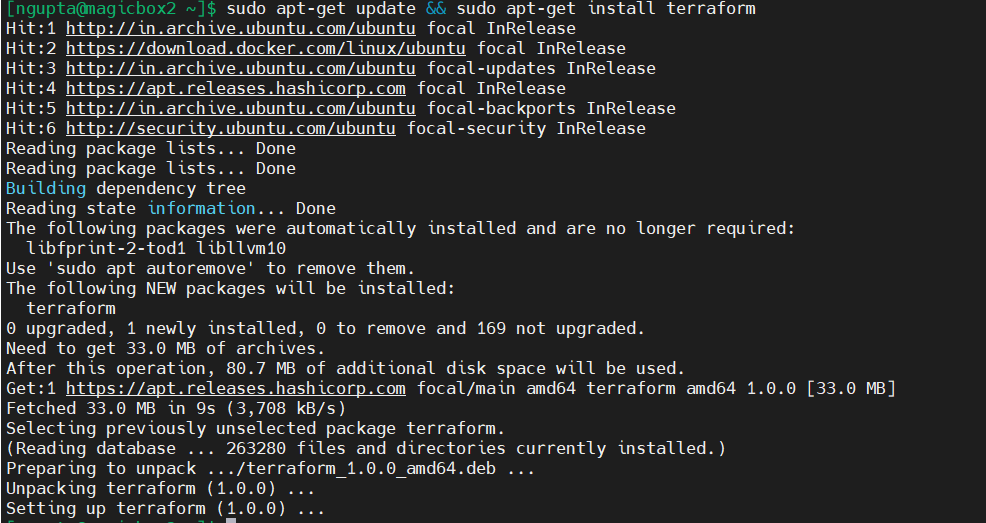 [ngupta@magicbox2 ~]$ sudo apt-get update && sudo apt-get install terraform
Hit:1 http://in.archive.ubuntu.com/ubuntu focal InRelease
Hit:2 https://download.docker.com/linux/ubuntu focal InRelease
Hit:3 http://in.archive.ubuntu.com/ubuntu focal-updates InRelease
Hit:4 https://apt.releases.hashicorp.com focal InRelease
Hit:5 http://in.archive.ubuntu.com/ubuntu focal-backports InRelease
Hit:6 http://security.ubuntu.com/ubuntu focal-security InRelease
Reading package lists... Done
Reading package lists... Done
Building dependency tree
Reading state information... Done
The following packages were automatically installed and are no longer required:
  libfprint-2-tod1 libllvm10
Use 'sudo apt autoremove' to remove them.
The following NEW packages will be installed:
  terraform
0 upgraded, 1 newly installed, 0 to remove and 169 not upgraded.
Need to get 33.0 MB of archives.
After this operation, 80.7 MB of additional disk space will be used.
Get:1 https://apt.releases.hashicorp.com focal/main amd64 terraform amd64 1.0.0 [33.0 MB]
Fetched 33.0 MB in 9s (3,708 kB/s)
Selecting previously unselected package terraform.
(Reading database ... 263280 files and directories currently installed.)
Preparing to unpack .../terraform_1.0.0_amd64.deb ...
Unpacking terraform (1.0.0) ...
Setting up terraform (1.0.0) ...